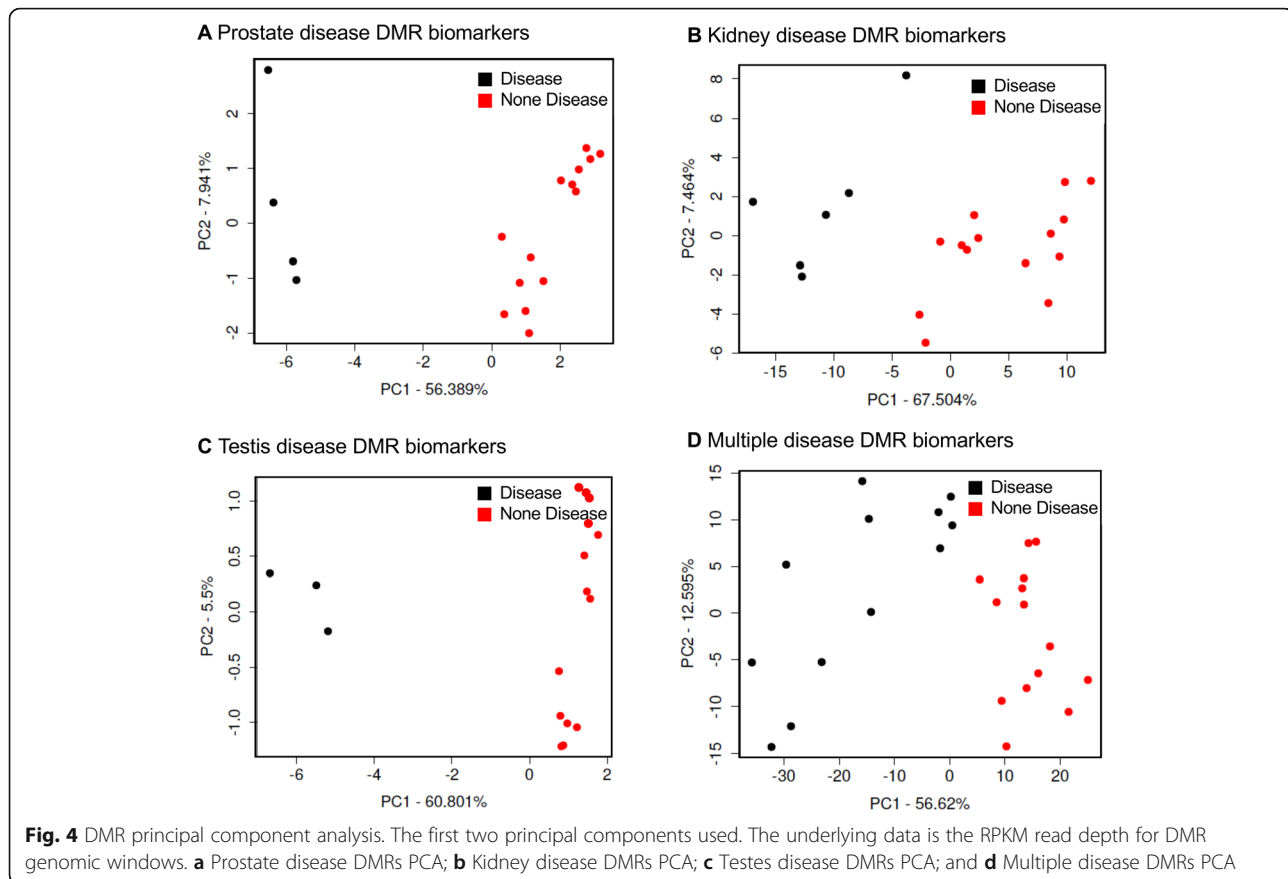 A Prostate disease DMR biomarkers
Disease
None Disease
2
1
0
-1
-2
PC2 - 7.941%
-6
-4
-2
0
2
PC1 - 56.389%
B Kidney disease DMR biomarkers
Disease
None Disease
8
6
4
2
0
-2
-4
-6
PC2 - 7.464%
-15
-10
-5
0
5
10
PC1 - 67.504%
C Testis disease DMR biomarkers
Disease
None Disease
1.0
0.5
0.0
-0.5
-1.0
PC2 - 5.5%
-6
-4
-2
0
2
PC1 - 60.801%
D Multiple disease DMR biomarkers
Disease
None Disease
15
10
5
0
-5
-10
-15
PC2 - 12.595%
-30
-20
-10
0
10
20
PC1 - 56.62%
Fig. 4 DMR principal component analysis. The first two principal components used. The underlying data is the RPKM read depth for DMR
genomic windows. a Prostate disease DMRs PCA; b Kidney disease DMRs PCA; c Testes disease DMRs PCA; and d Multiple disease DMRs PCA